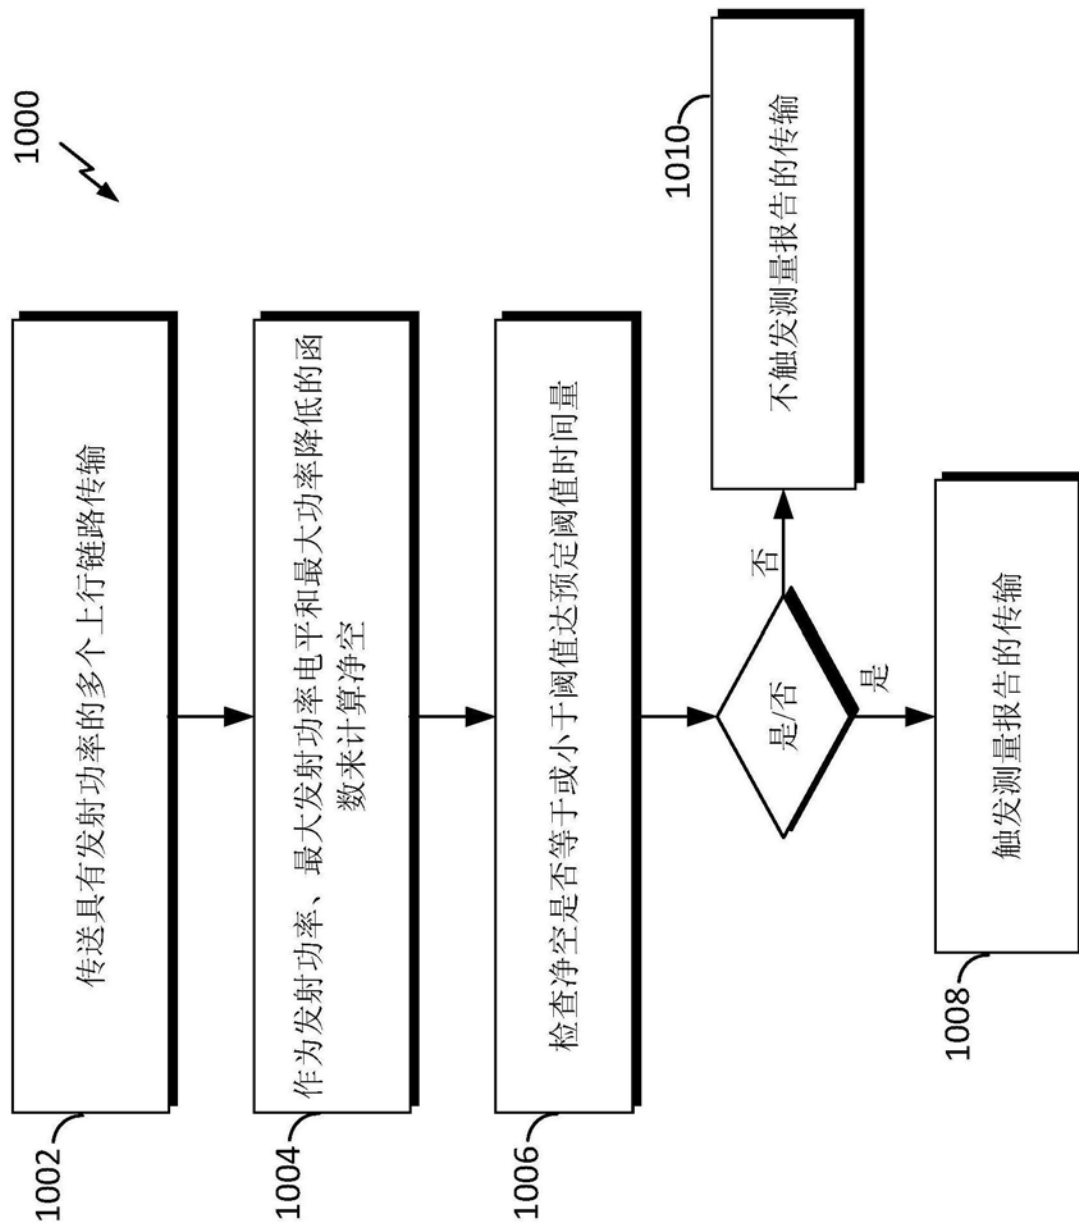 1000
1002
传送具有发射功率的多个上行链路传输
1004
作为发射功率、最大发射功率电平和最大功率降低的函
数来计算净空
1006
检查净空是否等于或小于阈值达预定阈值时间量
是/否
否
是
1010
不触发测量报告的传输
1008
触发测量报告的传输